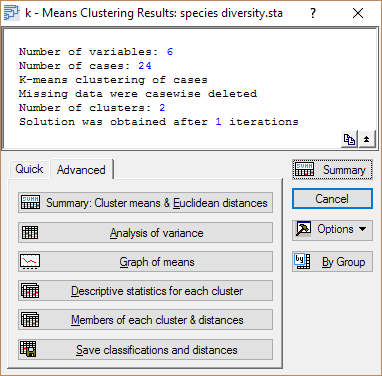 k - Means Clustering Results: species diversity.sta
Number of variables: 6
Number of cases: 24
K-means clustering of cases
Missing data were casewise deleted
Number of clusters: 2
Solution was obtained after 1 iterations
Quick
Advanced
Summary
Summary: Cluster means & Euclidean distances
Cancel
Analysis of variance
Options
Graph of means
By Group
Descriptive statistics for each cluster
Members of each cluster & distances
Save classifications and distances